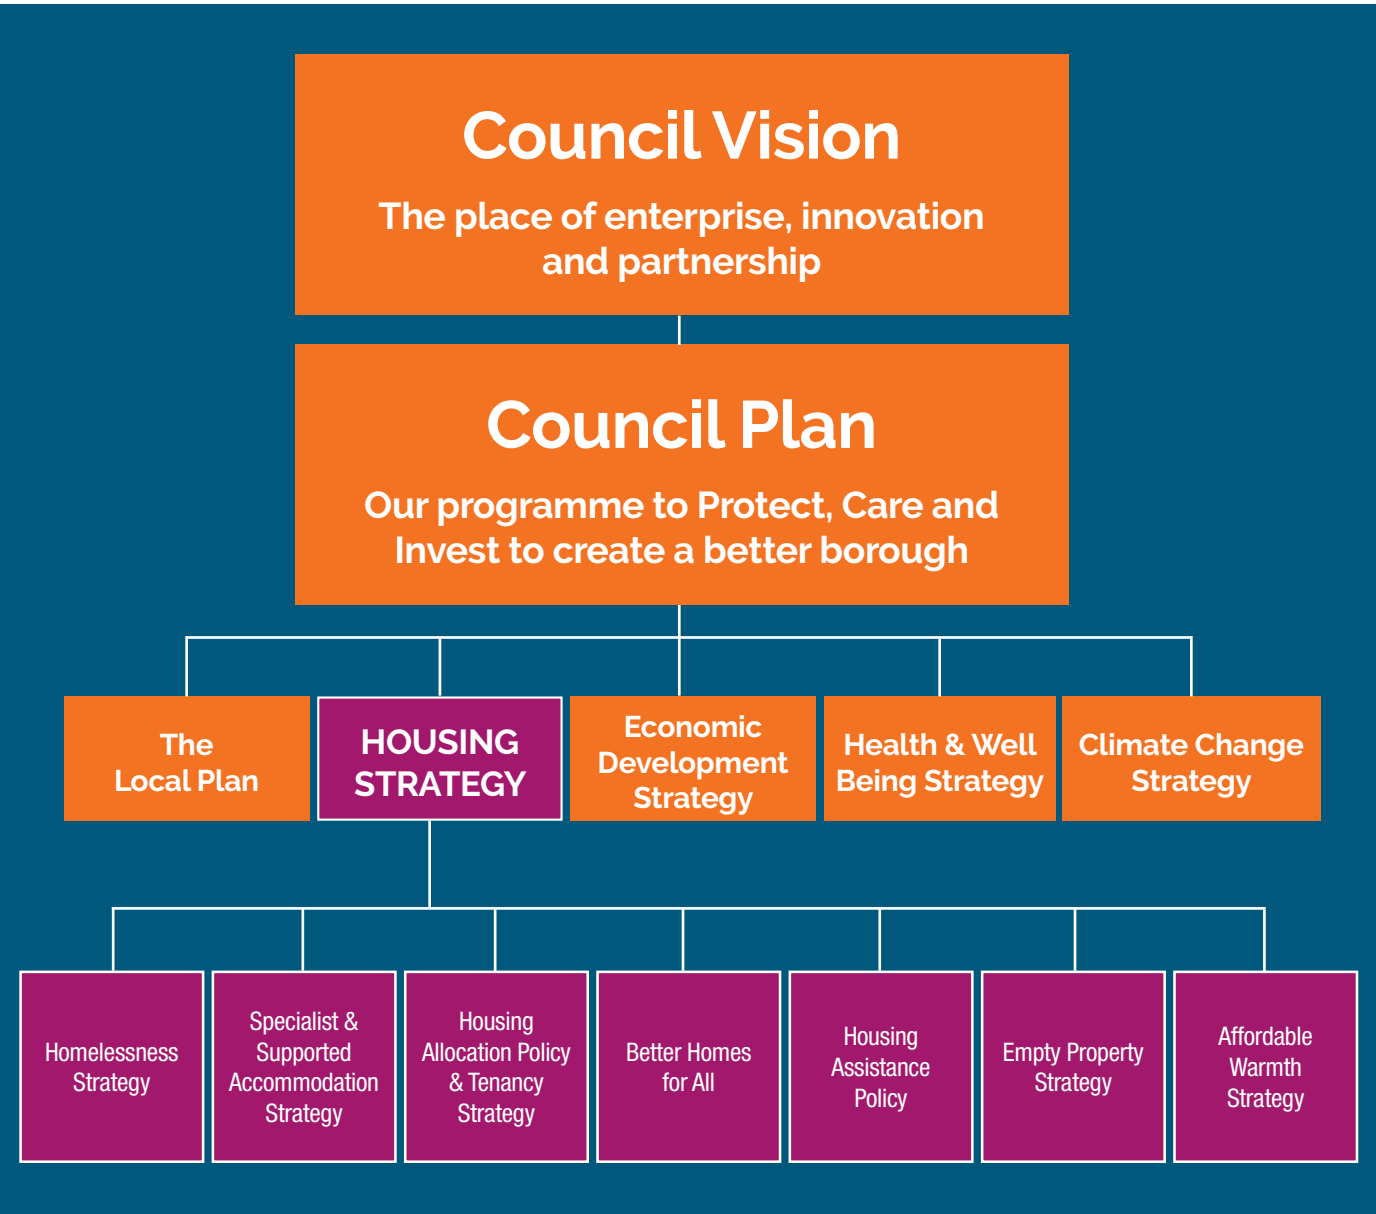 Council Vision
The place of enterprise, innovation
and partnership
Council Plan
Our programme to Protect, Care and
Invest to create a better borough
The
Local Plan
HOUSING
STRATEGY
Economic
Development
Strategy
Health & Well
Being Strategy
Climate Change
Strategy
Homelessness
Strategy
Specialist &
Supported
Accommodation
Strategy
Housing
Allocation Policy
& Tenancy
Strategy
Better Homes
for All
Housing
Assistance
Policy
Empty Property
Strategy
Affordable
Warmth
Strategy